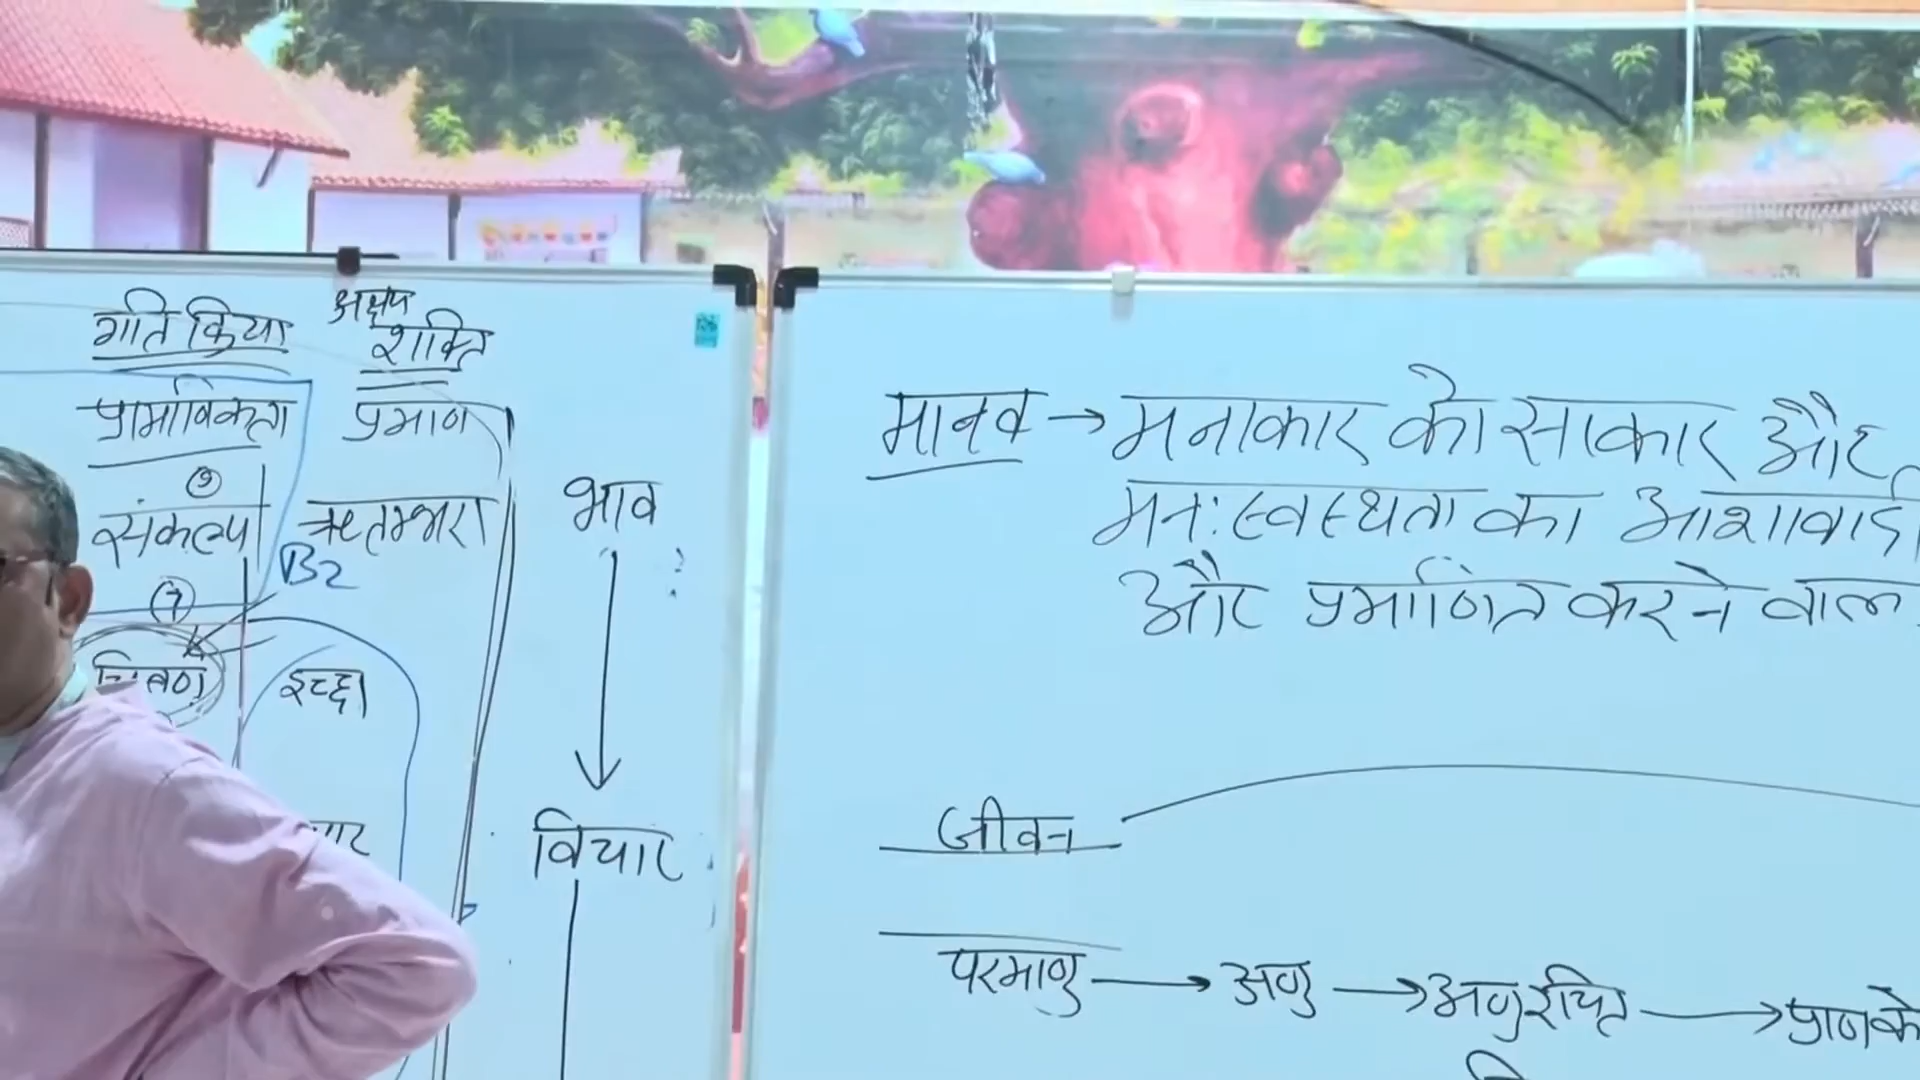 गति क्रिया
अक्षय
शक्ति
प्रामाणिकता
प्रमाण
संकल्प
ऋतम्भरा
B2
इच्छा
भाव
विचार
मानव → मनाकार को साकार और
मनः स्वस्थता का आशावादी
और प्रमाणित करने वाल
जीवन
परमाणु → अणु → अणुरचित → प्राणको